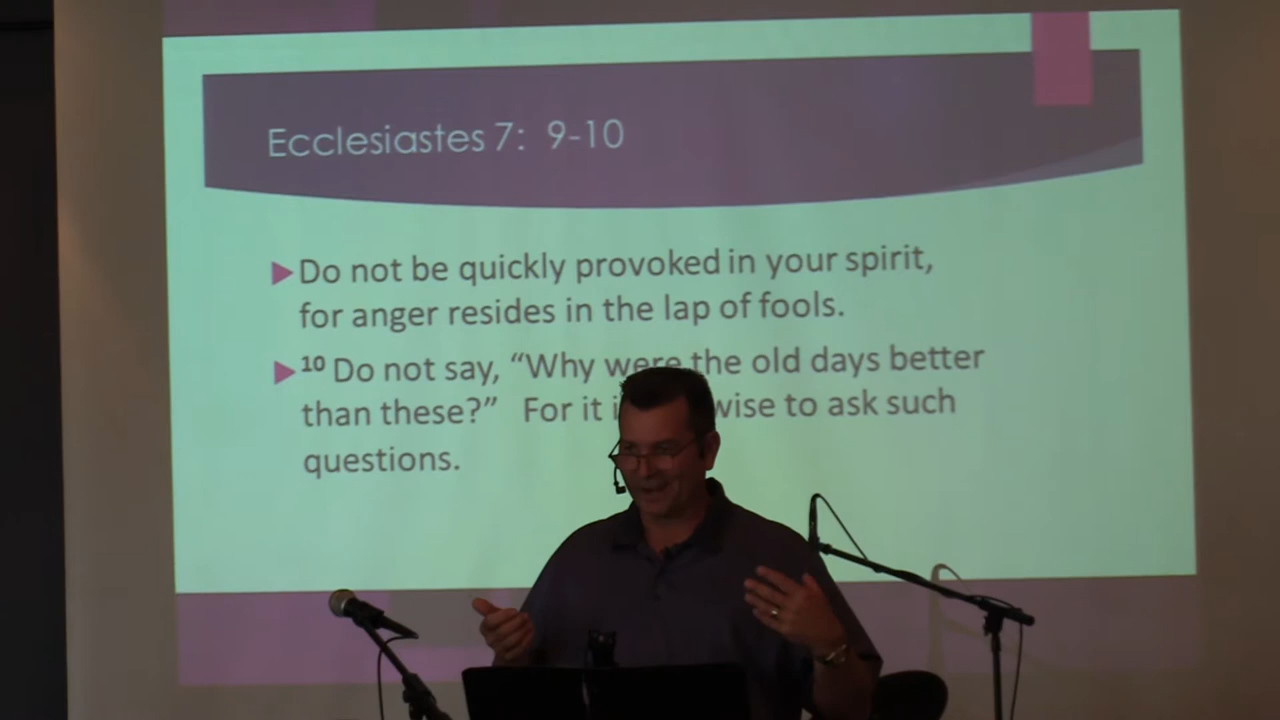 Ecclesiastes 7: 9-10
Do not be quickly provoked in your spirit,
for anger resides in the lap of fools.
10 Do not say, “Why were the old days better
than these?” For it wise to ask such
questions.